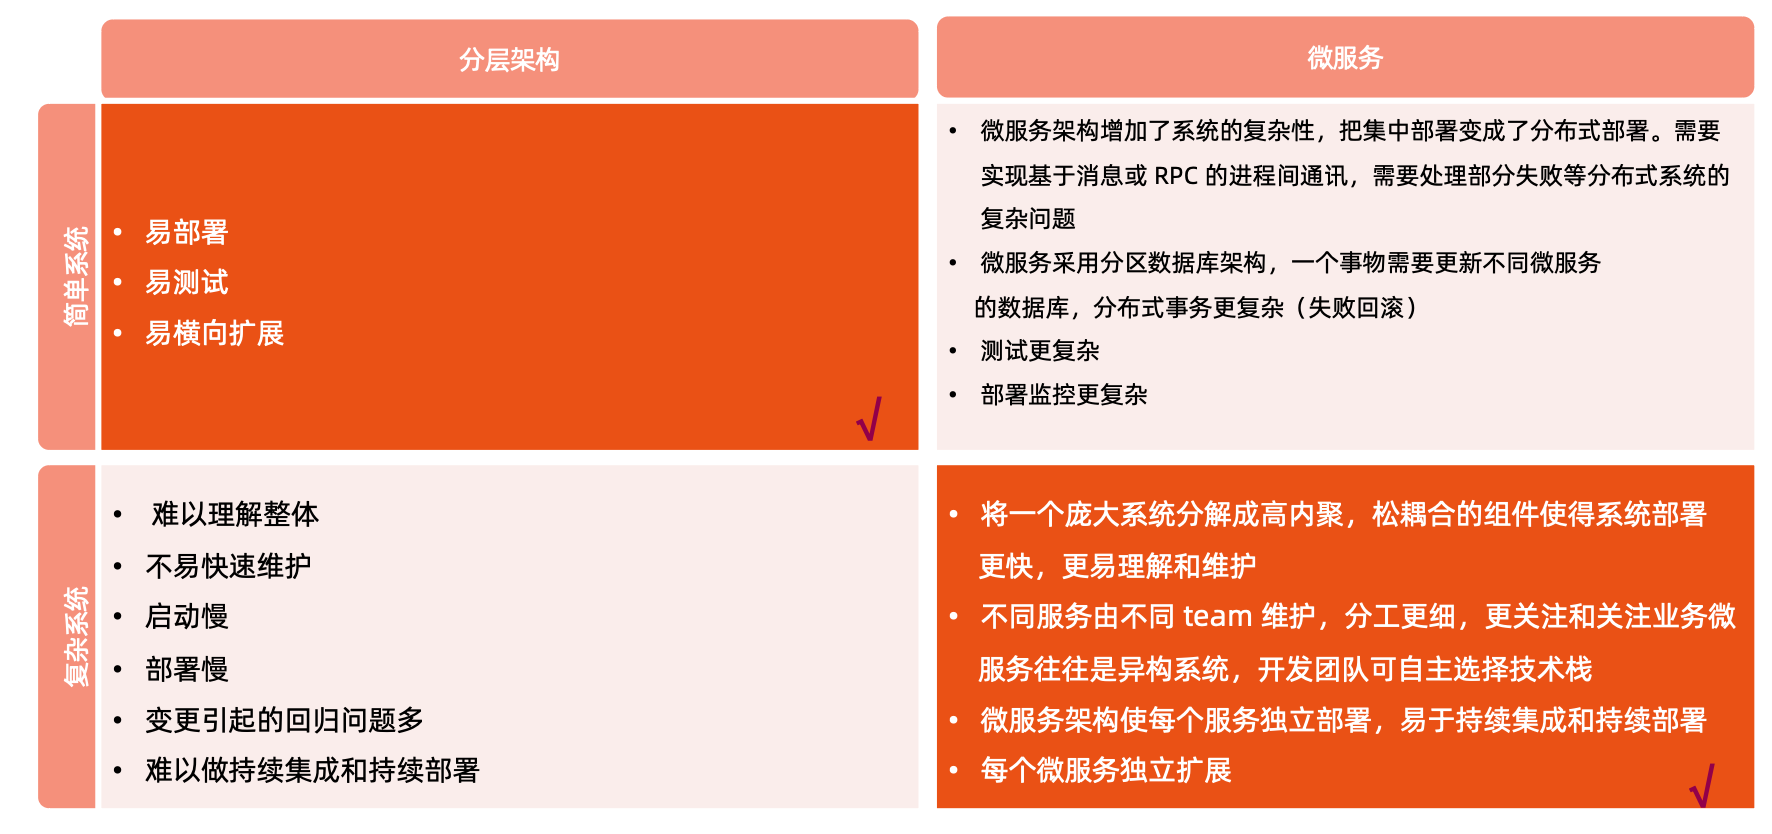 分层架构
微服务
简单系统
• 易部署
• 易测试
• 易横向扩展
√
• 微服务架构增加了系统的复杂性，把集中部署变成了分布式部署。需要
实现基于消息或 RPC 的进程间通讯，需要处理部分失败等分布式系统的
复杂问题
• 微服务采用分区数据库架构，一个事物需要更新不同微服务
的数据库，分布式事务更复杂（失败回滚）
• 测试更复杂
• 部署监控更复杂
复杂系统
• 难以理解整体
• 不易快速维护
• 启动慢
• 部署慢
• 变更引起的回归问题多
• 难以做持续集成和持续部署
• 将一个庞大系统分解成高内聚，松耦合的组件使得系统部署
更快，更易理解和维护
• 不同服务由不同 team 维护，分工更细，更关注和关注业务微
服务往往是异构系统，开发团队可自主选择技术栈
• 微服务架构使每个服务独立部署，易于持续集成和持续部署
• 每个微服务独立扩展
√